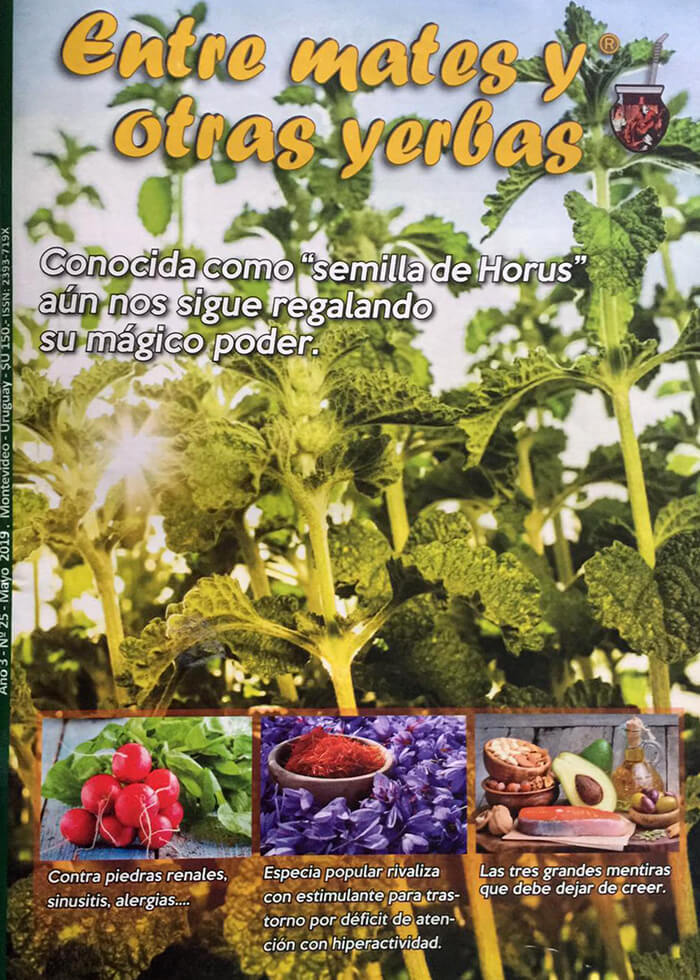 Entre mates y ®
otras yerbas
Conocida como “semilla de Horus”
aún nos sigue regalando
su mágico poder.
Año 3 - Nº 25 - Mayo 2019 . Montevideo - Uruguay - $U 150.- ISSN: 2393-719X
Contra piedras renales,
sinusitis, alergias....
Especia popular rivaliza
con estimulante para tras-
torno por déficit de aten-
ción con hiperactividad.
Las tres grandes mentiras
que debe dejar de creer.